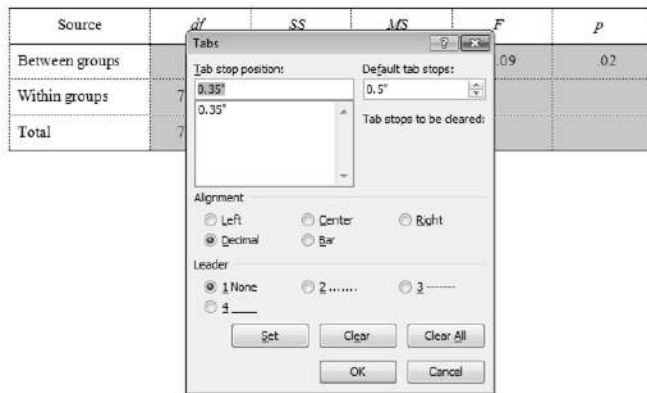 Source df SS MS F p
Tabs
Between groups .09 .02
Tab stop position: Default tab stops:
0.35" 0.5"
Within groups 7
0.35"
Tab stops to be cleared:
Total 7
Alignment
Left Center Right
Decimal Bar
Leader
1 None 2 ....... 3 -------
4 ___
Set Clear Clear All
OK Cancel